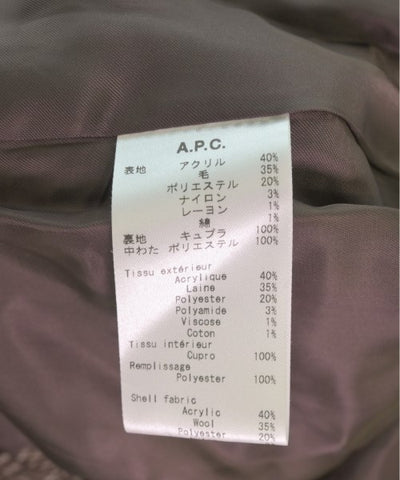 A.P.C.
表地 アクリル 40%
毛 35%
ポリエステル 20%
ナイロン 3%
レーヨン 1%
綿 1%
裏地 キュプラ 100%
中わた ポリエステル 100%
Tissu extérieur
Acrylique 40%
Laine 35%
Polyester 20%
Polyamide 3%
Viscose 1%
Coton 1%
Tissu intérieur
Cupro 100%
Remplissage
Polyester 100%
Shell fabric
Acrylic 40%
Wool 35%
Polyester 20%